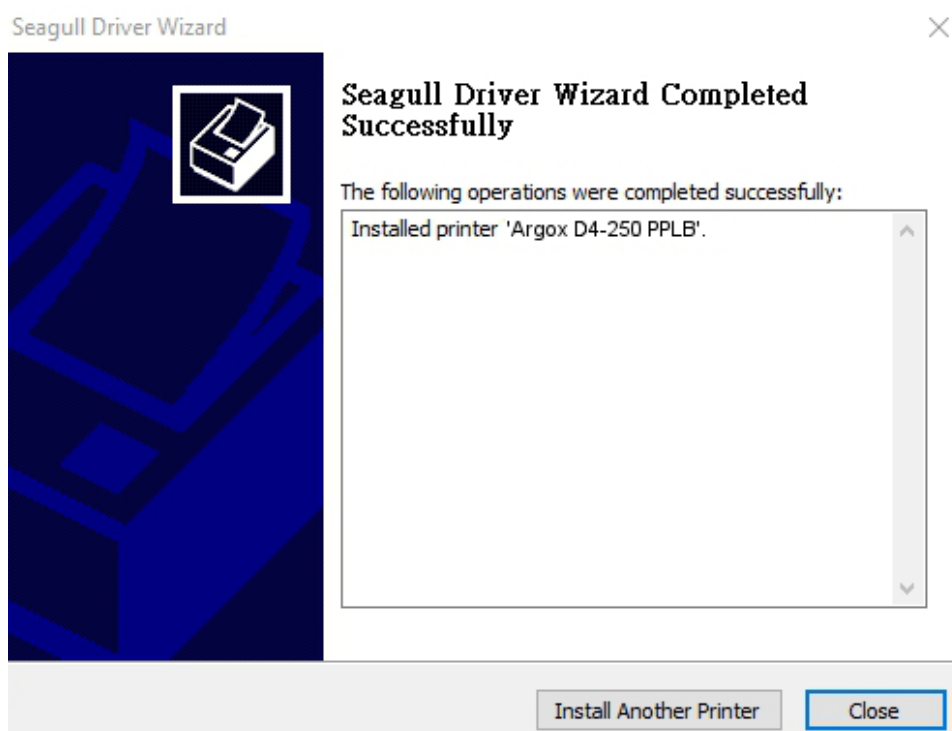 Seagull Driver Wizard
Seagull Driver Wizard Completed
Successfully
The following operations were completed successfully:
Installed printer 'Argox D4-250 PPLB'.
Install Another Printer
Close